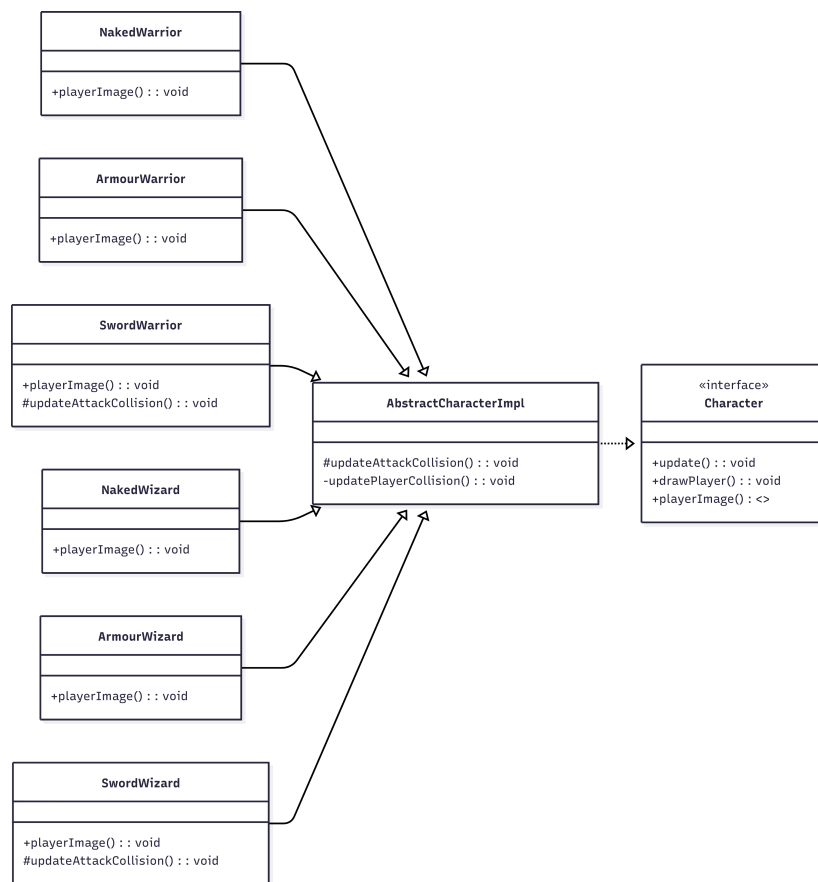 NakedWarrior
+playerImage() : : void
ArmourWarrior
+playerImage() : : void
SwordWarrior
+playerImage() : : void
#updateAttackCollision() : : void
NakedWizard
+playerImage() : : void
ArmourWizard
+playerImage() : : void
SwordWizard
+playerImage() : : void
#updateAttackCollision() : : void
AbstractCharacterImpl
#updateAttackCollision() : : void
-updatePlayerCollision() : : void
«interface»
Character
+update() : : void
+drawPlayer() : : void
+playerImage() : <>